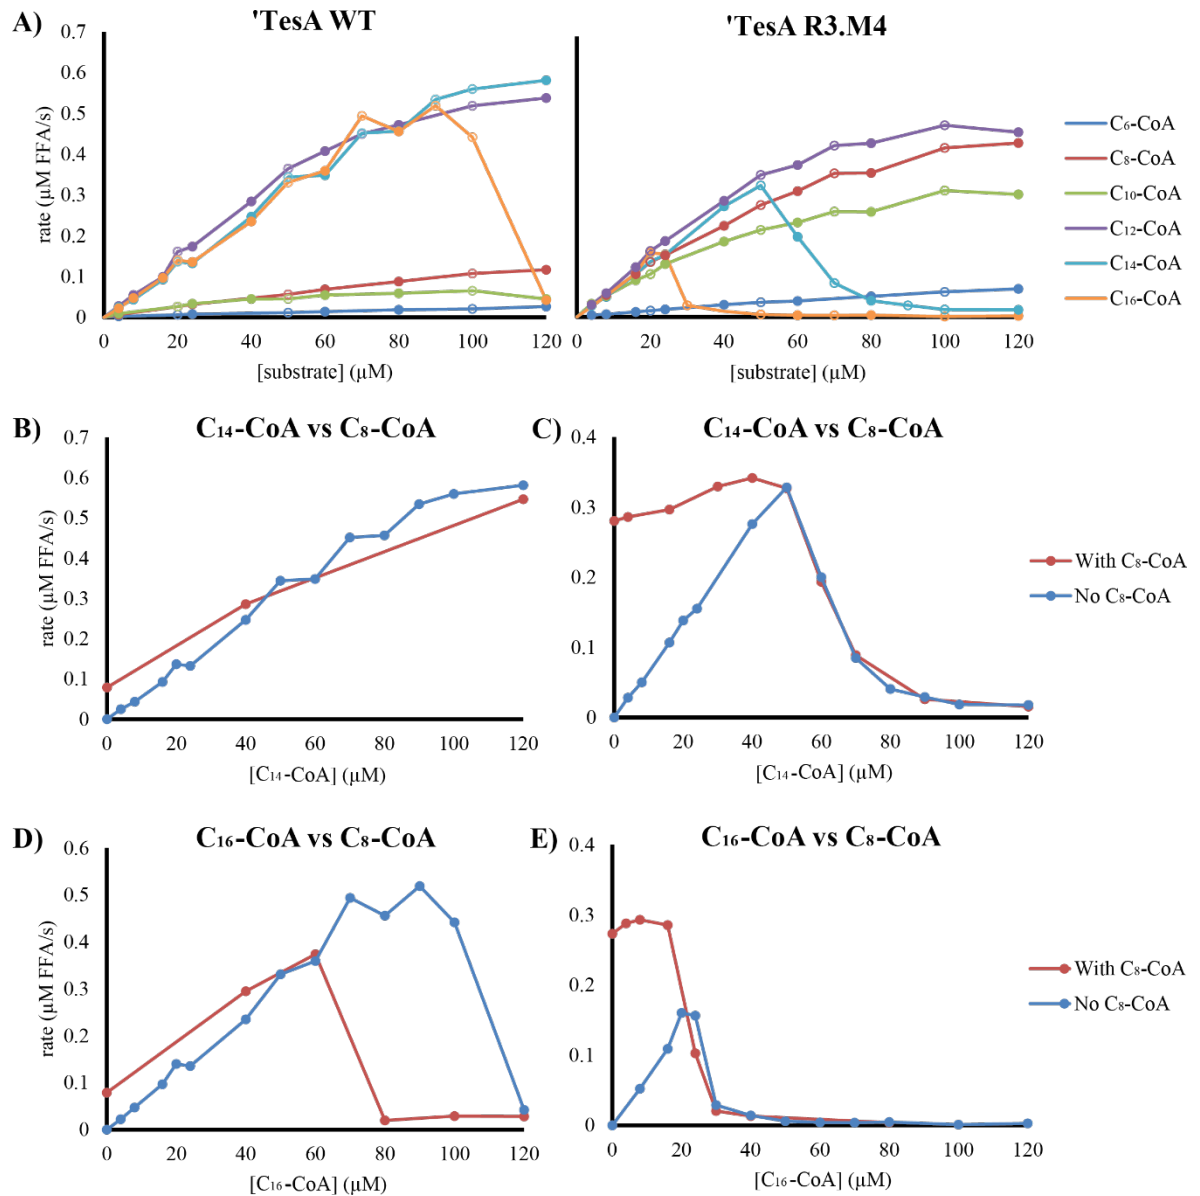 A)
'TesA WT
'TesA R3.M4
rate (µM FFA/s)
0.7
0.6
0.5
0.4
0.3
0.2
0.1
0
0 20 40 60 80 100 120
0 20 40 60 80 100 120
[substrate] (µM)
[substrate] (µM)
C₆-CoA
C₈-CoA
C₁₀-CoA
C₁₂-CoA
C₁₄-CoA
C₁₆-CoA
B)
C₁₄-CoA vs C₈-CoA
rate (µM FFA/s)
0.7
0.6
0.5
0.4
0.3
0.2
0.1
0
0 20 40 60 80 100 120
[C₁₄-CoA] (µM)
C)
C₁₄-CoA vs C₈-CoA
0.4
0.3
0.2
0.1
0
0 20 40 60 80 100 120
[C₁₄-CoA] (µM)
With C₈-CoA
No C₈-CoA
D)
C₁₆-CoA vs C₈-CoA
rate (µM FFA/s)
0.6
0.5
0.4
0.3
0.2
0.1
0
0 20 40 60 80 100 120
[C₁₆-CoA] (µM)
E)
C₁₆-CoA vs C₈-CoA
0.4
0.3
0.2
0.1
0
0 20 40 60 80 100 120
[C₁₆-CoA] (µM)
With C₈-CoA
No C₈-CoA